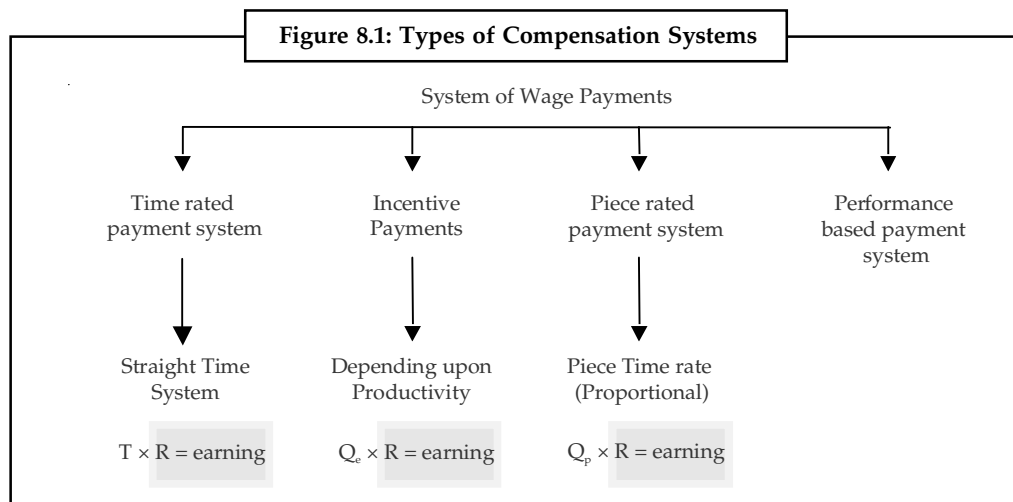 Figure 8.1: Types of Compensation Systems
System of Wage Payments
Time rated
payment system
Incentive
Payments
Piece rated
payment system
Performance
based payment
system
Straight Time
System
Depending upon
Productivity
Piece Time rate
(Proportional)
T × R = earning
Qe × R = earning
Qp × R = earning